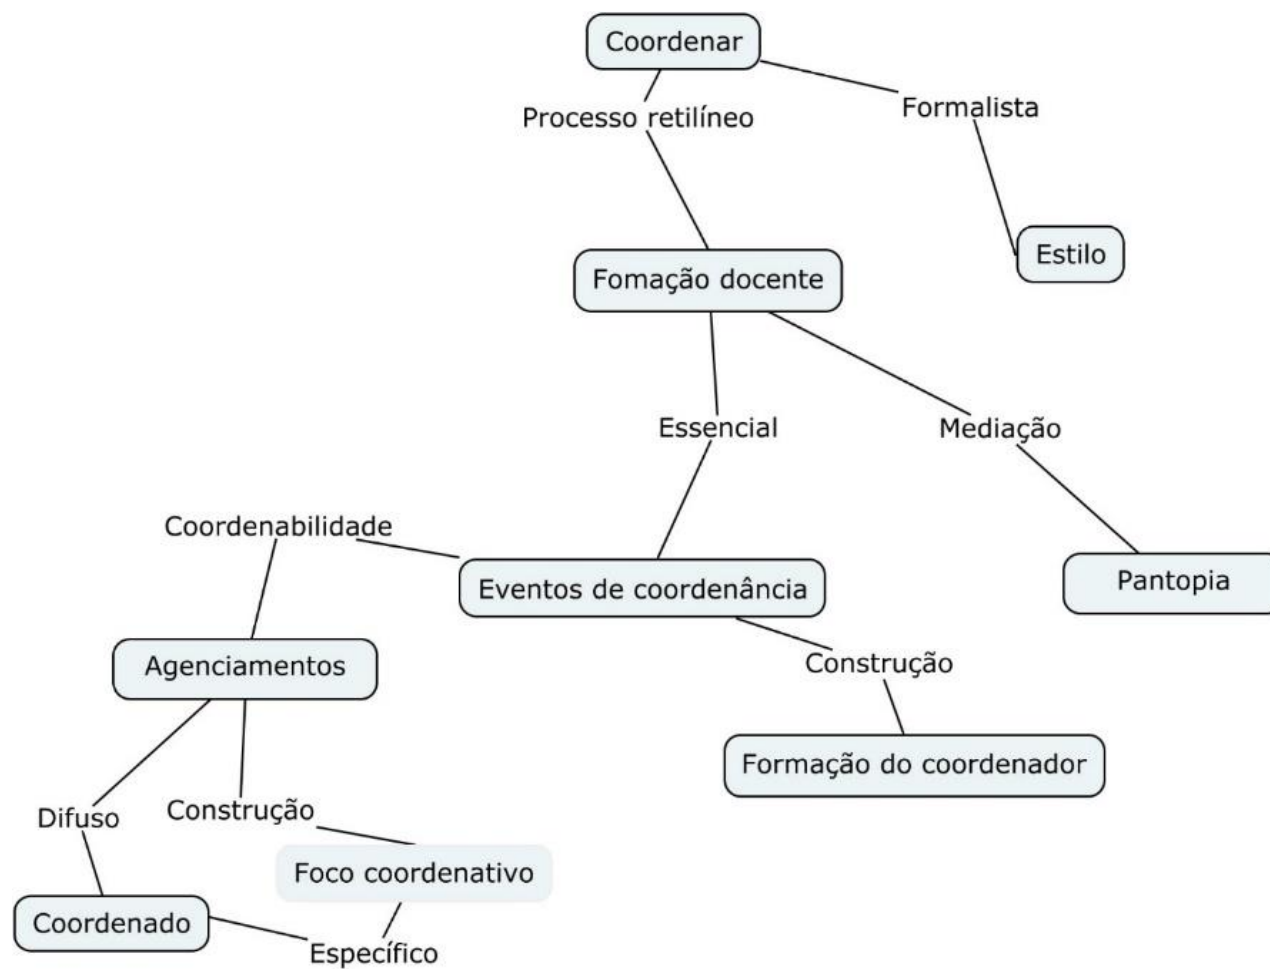 Coordenar
Processo retilíneo
Formalista
Estilo
Fomação docente
Essencial
Mediação
Coordenabilidade
Eventos de coordenância
Pantopia
Agenciamentos
Construção
Formação do coordenador
Difuso
Construção
Foco coordenativo
Coordenado
Específico